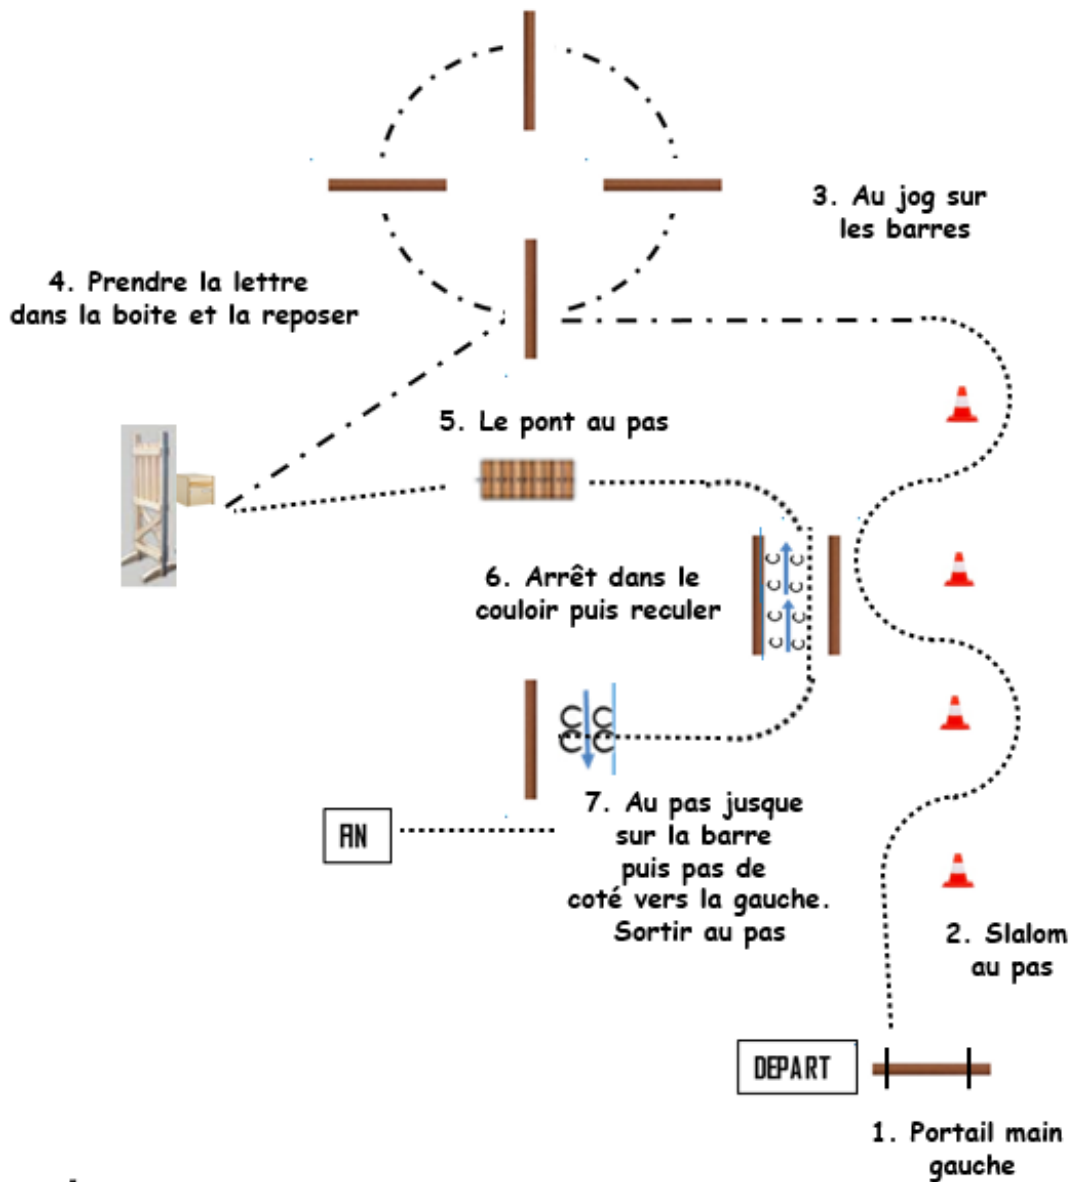 3. Au jog sur
les barres
4. Prendre la lettre
dans la boite et la reposer
5. Le pont au pas
6. Arrêt dans le
couloir puis reculer
7. Au pas jusque
sur la barre
puis pas de
coté vers la gauche.
Sortir au pas
FIN
2. Slalom
au pas
DEPART
1. Portail main
gauche